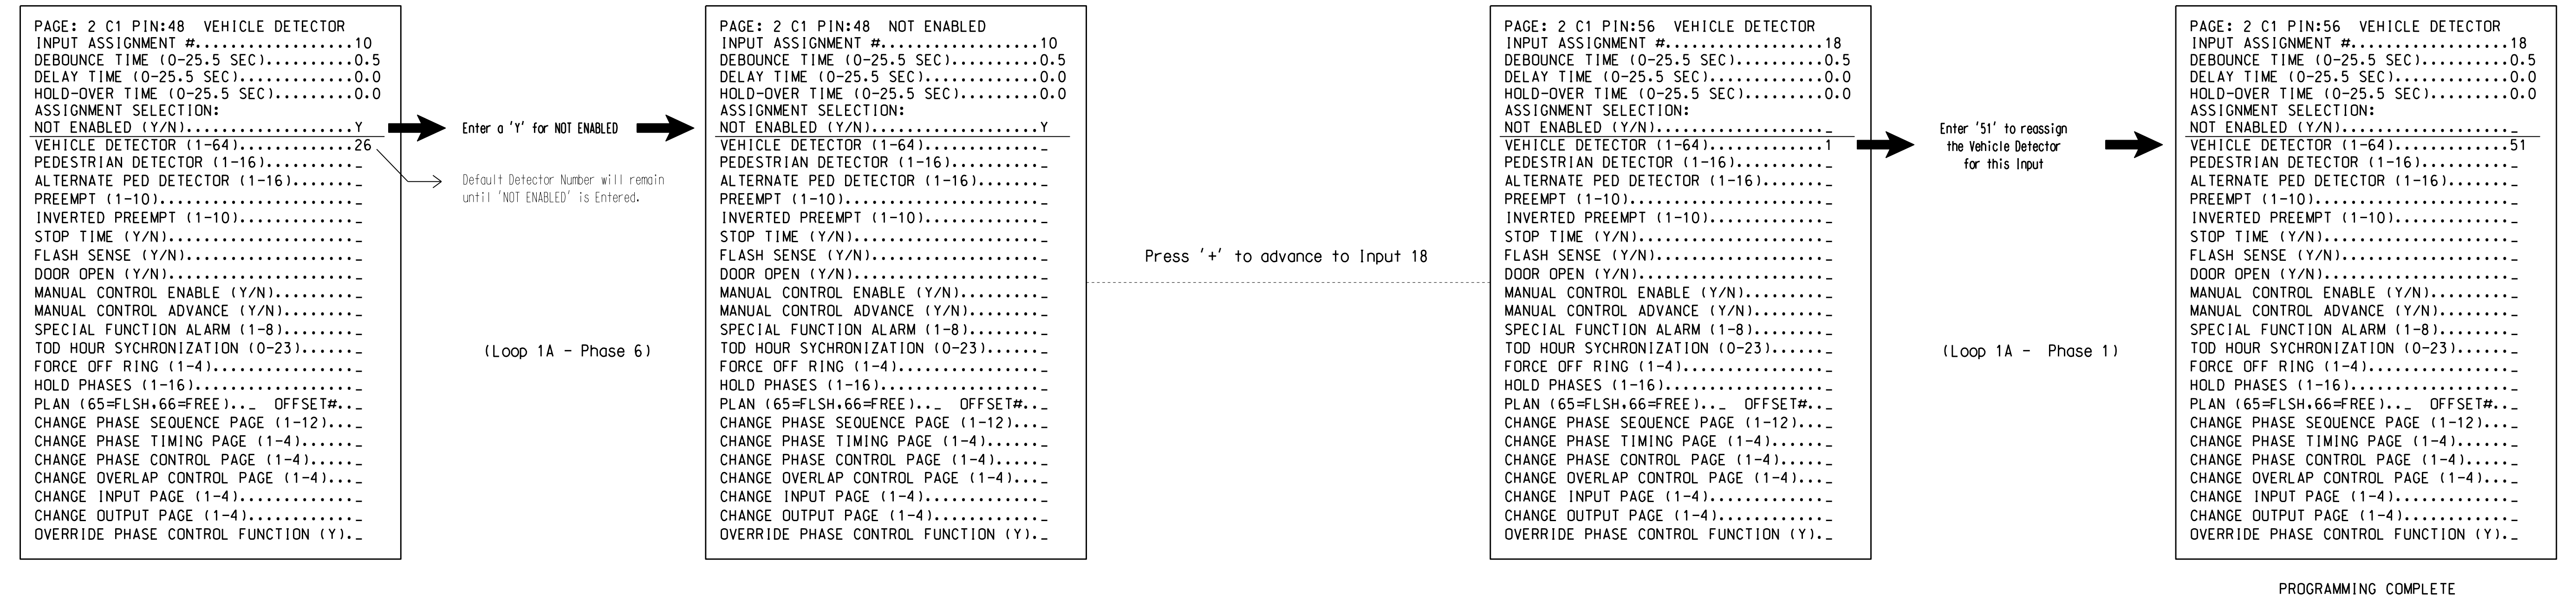 PAGE: 2 C1 PIN:48  VEHICLE DETECTOR
INPUT ASSIGNMENT #..................10
DEBOUNCE TIME (0-25.5 SEC)..........0.5
DELAY TIME (0-25.5 SEC).............0.0
HOLD-OVER TIME (0-25.5 SEC).........0.0
ASSIGNMENT SELECTION:
NOT ENABLED (Y/N)...................Y
VEHICLE DETECTOR (1-64).............26
PEDESTRIAN DETECTOR (1-16)......._
ALTERNATE PED DETECTOR (1-16)......._
PREEMPT (1-10)......................_
INVERTED PREEMPT (1-10)............._
STOP TIME (Y/N)....................._
FLASH SENSE (Y/N)..................._
DOOR OPEN (Y/N)....................._
MANUAL CONTROL ENABLE (Y/N)........._
MANUAL CONTROL ADVANCE (Y/N)........_
SPECIAL FUNCTION ALARM (1-8)........_
TOD HOUR SYCHRONIZATION (0-23)......_
FORCE OFF RING (1-4)................_
HOLD PHASES (1-16).................._
PLAN (65=FLSH,66=FREE).._  OFFSET#.._
CHANGE PHASE SEQUENCE PAGE (1-12)..._
CHANGE PHASE TIMING PAGE (1-4)......_
CHANGE PHASE CONTROL PAGE (1-4)....._
CHANGE OVERLAP CONTROL PAGE (1-4)..._
CHANGE INPUT PAGE (1-4)............._
CHANGE OUTPUT PAGE (1-4)............_
OVERRIDE PHASE CONTROL FUNCTION (Y)._
Enter a 'Y' for NOT ENABLED
Default Detector Number will remain
until 'NOT ENABLED' is Entered.
(Loop 1A - Phase 6)
PAGE: 2 C1 PIN:48  NOT ENABLED
INPUT ASSIGNMENT #..................10
DEBOUNCE TIME (0-25.5 SEC)..........0.5
DELAY TIME (0-25.5 SEC).............0.0
HOLD-OVER TIME (0-25.5 SEC).........0.0
ASSIGNMENT SELECTION:
NOT ENABLED (Y/N)...................Y
VEHICLE DETECTOR (1-64)............._
PEDESTRIAN DETECTOR (1-16).........._
ALTERNATE PED DETECTOR (1-16)......._
PREEMPT (1-10)......................_
INVERTED PREEMPT (1-10)............._
STOP TIME (Y/N)....................._
FLASH SENSE (Y/N)..................._
DOOR OPEN (Y/N)....................._
MANUAL CONTROL ENABLE (Y/N)........._
MANUAL CONTROL ADVANCE (Y/N)........_
SPECIAL FUNCTION ALARM (1-8)........_
TOD HOUR SYCHRONIZATION (0-23)......_
FORCE OFF RING (1-4)................_
HOLD PHASES (1-16).................._
PLAN (65=FLSH,66=FREE).._  OFFSET#.._
CHANGE PHASE SEQUENCE PAGE (1-12)..._
CHANGE PHASE TIMING PAGE (1-4)......_
CHANGE PHASE CONTROL PAGE (1-4)....._
CHANGE OVERLAP CONTROL PAGE (1-4)..._
CHANGE INPUT PAGE (1-4)............._
CHANGE OUTPUT PAGE (1-4)............_
OVERRIDE PHASE CONTROL FUNCTION (Y)._
Press '+' to advance to Input 18
PAGE: 2 C1 PIN:56  VEHICLE DETECTOR
INPUT ASSIGNMENT #..................18
DEBOUNCE TIME (0-25.5 SEC)..........0.5
DELAY TIME (0-25.5 SEC).............0.0
HOLD-OVER TIME (0-25.5 SEC).........0.0
ASSIGNMENT SELECTION:
NOT ENABLED (Y/N)..................._
VEHICLE DETECTOR (1-64).............1
PEDESTRIAN DETECTOR (1-16).........._
ALTERNATE PED DETECTOR (1-16)......._
PREEMPT (1-10)......................_
INVERTED PREEMPT (1-10)............._
STOP TIME (Y/N)....................._
FLASH SENSE (Y/N)..................._
DOOR OPEN (Y/N)....................._
MANUAL CONTROL ENABLE (Y/N)........._
MANUAL CONTROL ADVANCE (Y/N)........_
SPECIAL FUNCTION ALARM (1-8)........_
TOD HOUR SYCHRONIZATION (0-23)......_
FORCE OFF RING (1-4)................_
HOLD PHASES (1-16).................._
PLAN (65=FLSH,66=FREE).._  OFFSET#.._
CHANGE PHASE SEQUENCE PAGE (1-12)..._
CHANGE PHASE TIMING PAGE (1-4)......_
CHANGE PHASE CONTROL PAGE (1-4)....._
CHANGE OVERLAP CONTROL PAGE (1-4)..._
CHANGE INPUT PAGE (1-4)............._
CHANGE OUTPUT PAGE (1-4)............_
OVERRIDE PHASE CONTROL FUNCTION (Y)._
Enter '51' to reassign
the Vehicle Detector
for this Input
(Loop 1A -  Phase 1)
PAGE: 2 C1 PIN:56  VEHICLE DETECTOR
INPUT ASSIGNMENT #..................18
DEBOUNCE TIME (0-25.5 SEC)..........0.5
DELAY TIME (0-25.5 SEC).............0.0
HOLD-OVER TIME (0-25.5 SEC).........0.0
ASSIGNMENT SELECTION:
NOT ENABLED (Y/N)..................._
VEHICLE DETECTOR (1-64).............51
PEDESTRIAN DETECTOR (1-16).........._
ALTERNATE PED DETECTOR (1-16)......._
PREEMPT (1-10)......................_
INVERTED PREEMPT (1-10)............._
STOP TIME (Y/N)....................._
FLASH SENSE (Y/N)..................._
DOOR OPEN (Y/N)....................._
MANUAL CONTROL ENABLE (Y/N)........._
MANUAL CONTROL ADVANCE (Y/N)........_
SPECIAL FUNCTION ALARM (1-8)........_
TOD HOUR SYCHRONIZATION (0-23)......_
FORCE OFF RING (1-4)................_
HOLD PHASES (1-16).................._
PLAN (65=FLSH,66=FREE).._  OFFSET#.._
CHANGE PHASE SEQUENCE PAGE (1-12)..._
CHANGE PHASE TIMING PAGE (1-4)......_
CHANGE PHASE CONTROL PAGE (1-4)....._
CHANGE OVERLAP CONTROL PAGE (1-4)..._
CHANGE INPUT PAGE (1-4)............._
CHANGE OUTPUT PAGE (1-4)............_
OVERRIDE PHASE CONTROL FUNCTION (Y)._
PROGRAMMING COMPLETE